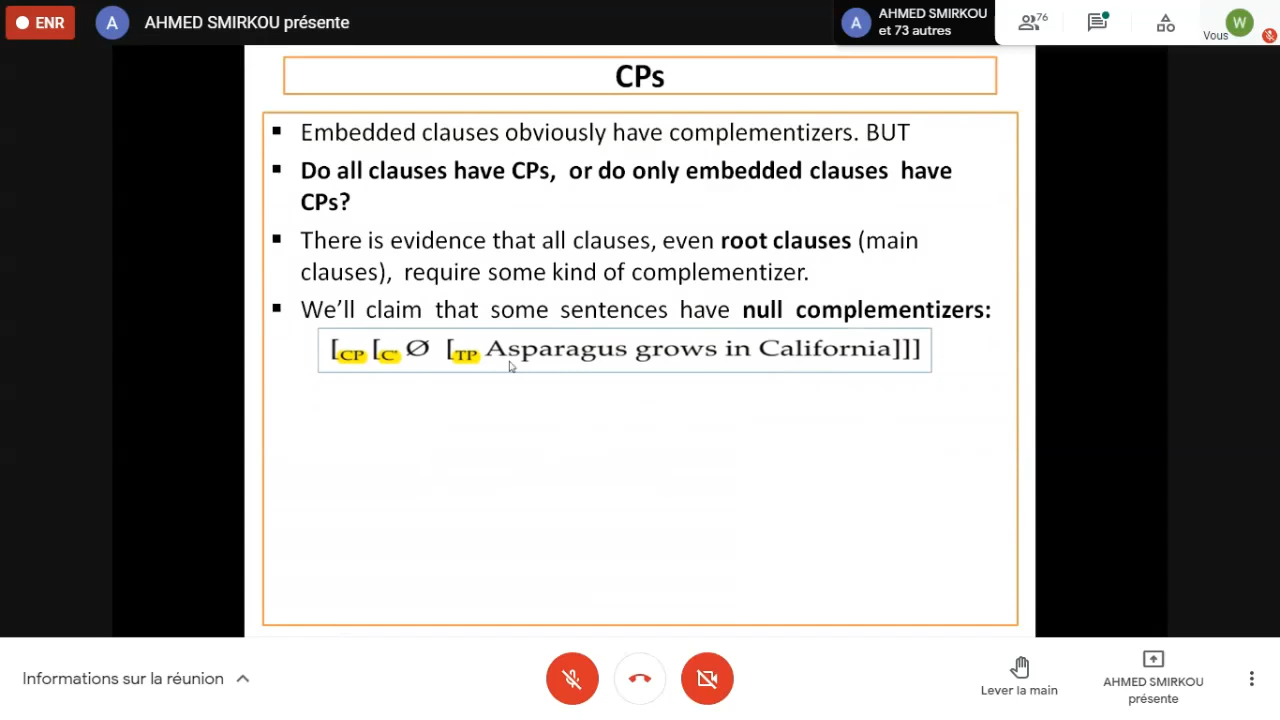 ENR
A
AHMED SMIRKOU présente
A
AHMED SMIRKOU
et 73 autres
76
Vous
W
CPs
▪ Embedded clauses obviously have complementizers. BUT
▪ Do all clauses have CPs, or do only embedded clauses have
CPs?
▪ There is evidence that all clauses, even root clauses (main
clauses), require some kind of complementizer.
▪ We'll claim that some sentences have null complementizers:
[CP [C' Ø [TP Asparagus grows in California]]]
Informations sur la réunion
Lever la main
AHMED SMIRKOU
présente